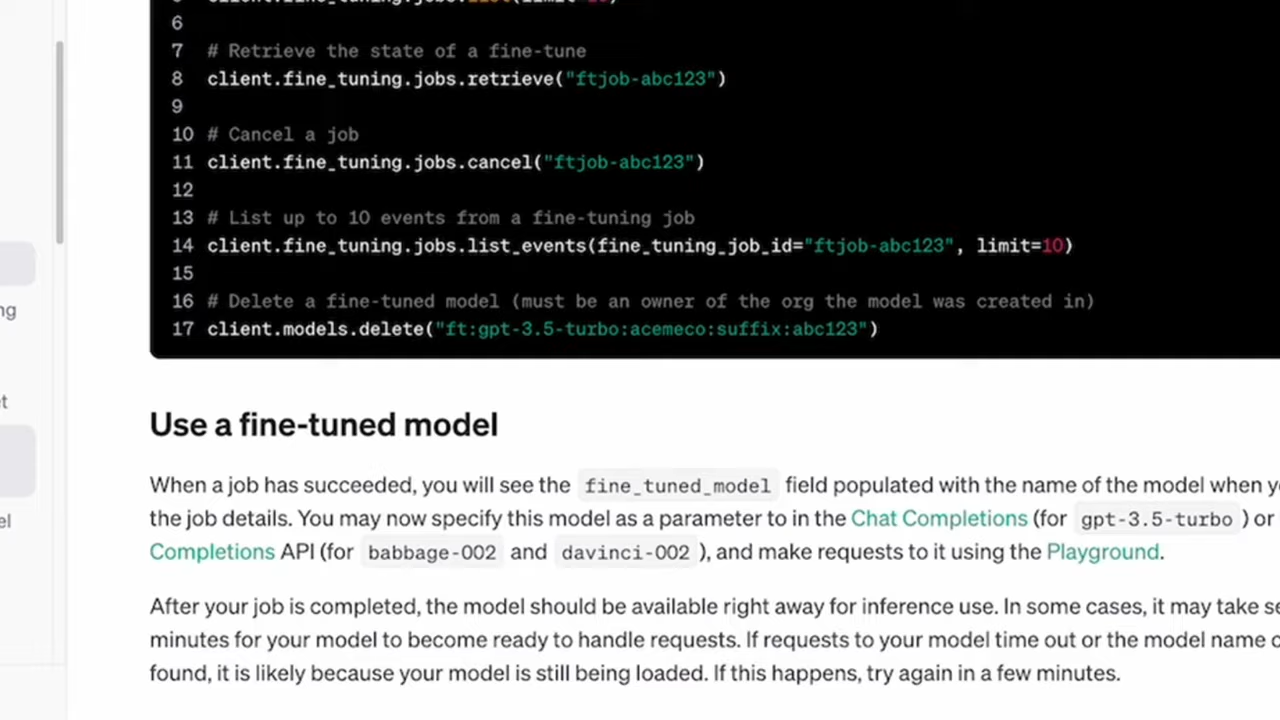 6
7 # Retrieve the state of a fine-tune
8 client.fine_tuning.jobs.retrieve("ftjob-abc123")
9
10 # Cancel a job
11 client.fine_tuning.jobs.cancel("ftjob-abc123")
12
13 # List up to 10 events from a fine-tuning job
14 client.fine_tuning.jobs.list_events(fine_tuning_job_id="ftjob-abc123", limit=10)
15
16 # Delete a fine-tuned model (must be an owner of the org the model was created in)
17 client.models.delete("ft:gpt-3.5-turbo:acemeco:suffix:abc123")
Use a fine-tuned model
When a job has succeeded, you will see the fine_tuned_model field populated with the name of the model when
the job details. You may now specify this model as a parameter to in the Chat Completions (for gpt-3.5-turbo ) or
Completions API (for babbage-002 and davinci-002 ), and make requests to it using the Playground.
After your job is completed, the model should be available right away for inference use. In some cases, it may take
minutes for your model to become ready to handle requests. If requests to your model time out or the model name
found, it is likely because your model is still being loaded. If this happens, try again in a few minutes.